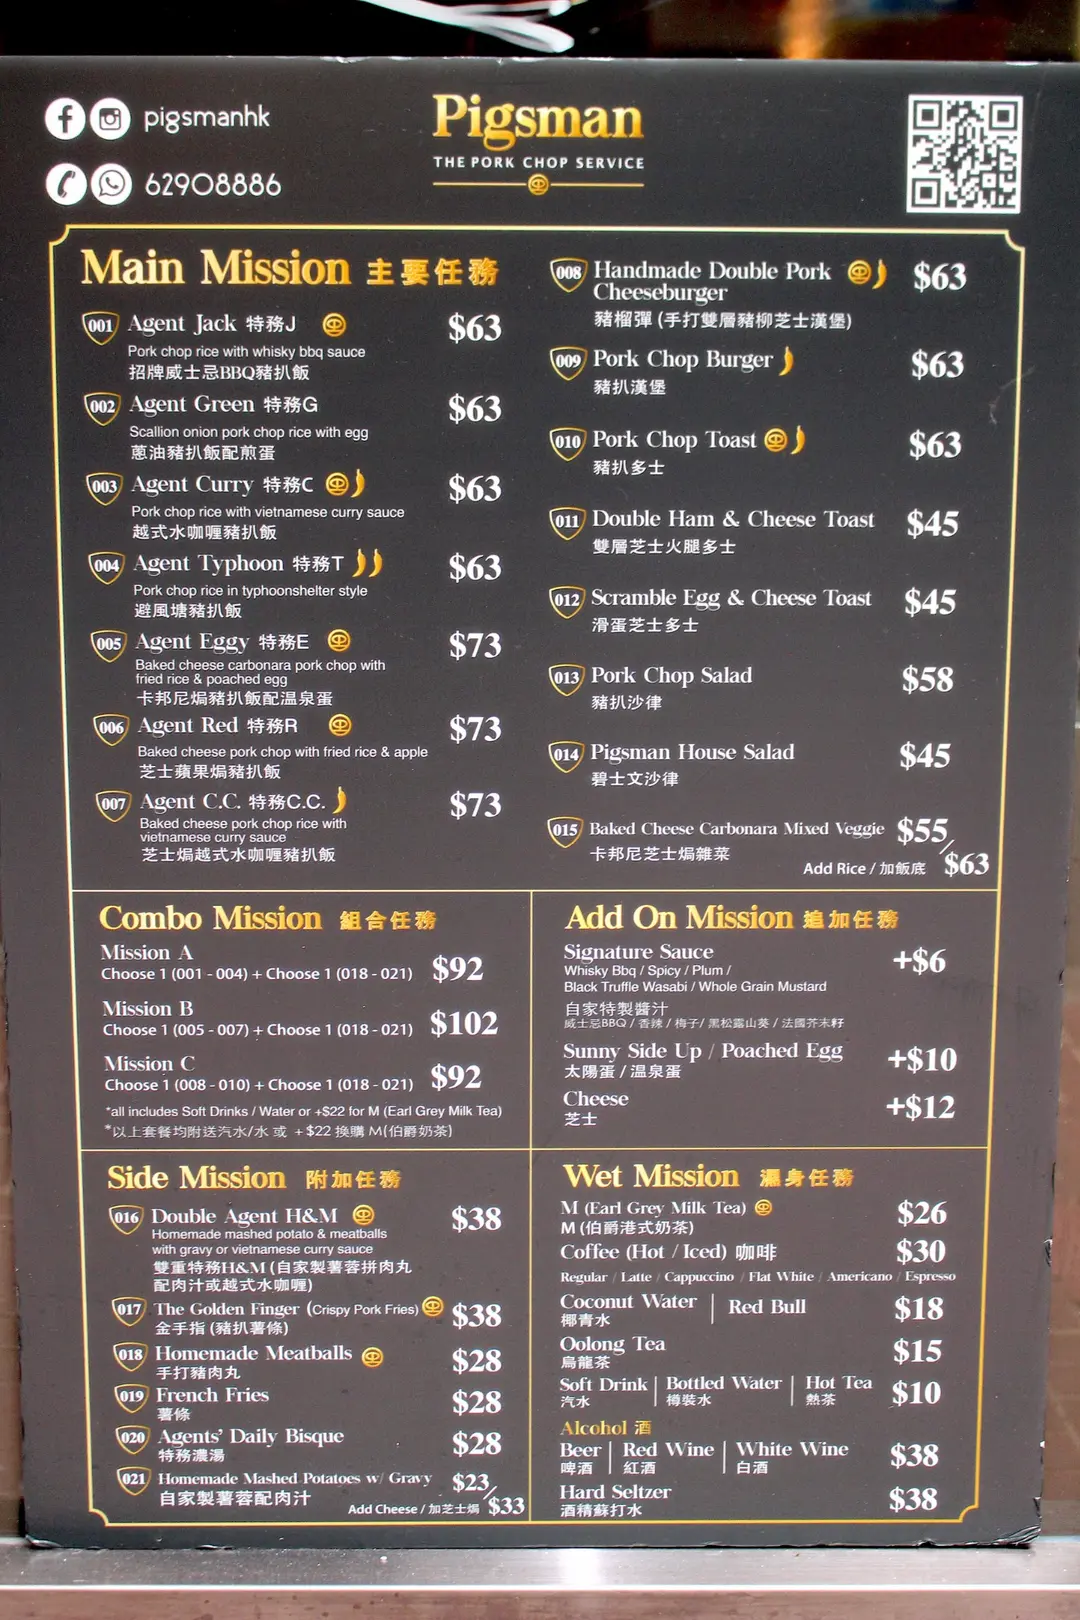 pigsmanhk
62908886
Pigsman
THE PORK CHOP SERVICE
Main Mission 主要任務
001 Agent Jack 特務J $63
Pork chop rice with whisky bbq sauce
招牌威士忌BBQ豬扒飯
002 Agent Green 特務G $63
Scallion onion pork chop rice with egg
蔥油豬扒飯配煎蛋
003 Agent Curry 特務C $63
Pork chop rice with vietnamese curry sauce
越式水咖喱豬扒飯
004 Agent Typhoon 特務T $63
Pork chop rice in typhoonshelter style
避風塘豬扒飯
005 Agent Eggy 特務E $73
Baked cheese carbonara pork chop with
fried rice & poached egg
卡邦尼焗豬扒飯配溫泉蛋
006 Agent Red 特務R $73
Baked cheese pork chop with fried rice & apple
芝士蘋果焗豬扒飯
007 Agent C.C. 特務C.C. $73
Baked cheese pork chop rice with
vietnamese curry sauce
芝士焗越式水咖喱豬扒飯
008 Handmade Double Pork $63
Cheeseburger
豬榴彈 (手打雙層豬柳芝士漢堡)
009 Pork Chop Burger $63
豬扒漢堡
010 Pork Chop Toast $63
豬扒多士
011 Double Ham & Cheese Toast $45
雙層芝士火腿多士
012 Scramble Egg & Cheese Toast $45
滑蛋芝士多士
013 Pork Chop Salad $58
豬扒沙律
014 Pigsman House Salad $45
碧士文沙律
015 Baked Cheese Carbonara Mixed Veggie $55/
卡邦尼芝士焗雜菜
Add Rice / 加飯底 $63
Combo Mission 組合任務
Mission A
Choose 1 (001 - 004) + Choose 1 (018 - 021) $92
Mission B
Choose 1 (005 - 007) + Choose 1 (018 - 021) $102
Mission C
Choose 1 (008 - 010) + Choose 1 (018 - 021) $92
*all includes Soft Drinks / Water or +$22 for M (Earl Grey Milk Tea)
*以上套餐均附送汽水/水 或 +$22 換購 M(伯爵奶茶)
Add On Mission 追加任務
Signature Sauce +$6
Whisky Bbq / Spicy / Plum /
Black Truffle Wasabi / Whole Grain Mustard
自家特製醬汁
威士忌BBQ / 香辣 / 梅子/ 黑松露山葵 / 法國芥末籽
Sunny Side Up / Poached Egg +$10
太陽蛋 / 溫泉蛋
Cheese +$12
芝士
Side Mission 附加任務
016 Double Agent H&M $38
Homemade mashed potato & meatballs
with gravy or vietnamese curry sauce
雙重特務H&M (自家製薯蓉拼肉丸
配肉汁或越式水咖喱)
017 The Golden Finger (Crispy Pork Fries) $38
金手指 (豬扒薯條)
018 Homemade Meatballs $28
手打豬肉丸
019 French Fries $28
薯條
020 Agents' Daily Bisque $28
特務濃湯
021 Homemade Mashed Potatoes w/ Gravy $23/
自家製薯蓉配肉汁
Add Cheese / 加芝士焗 $33
Wet Mission 濕身任務
M (Earl Grey Milk Tea) $26
M (伯爵港式奶茶)
Coffee (Hot / Iced) 咖啡 $30
Regular / Latte / Cappuccino / Flat White / Americano / Espresso
Coconut Water | Red Bull $18
椰青水
Oolong Tea $15
烏龍茶
Soft Drink | Bottled Water | Hot Tea $10
汽水 樽裝水 熱茶
Alcohol 酒
Beer | Red Wine | White Wine $38
啤酒 紅酒 白酒
Hard Seltzer $38
酒精蘇打水